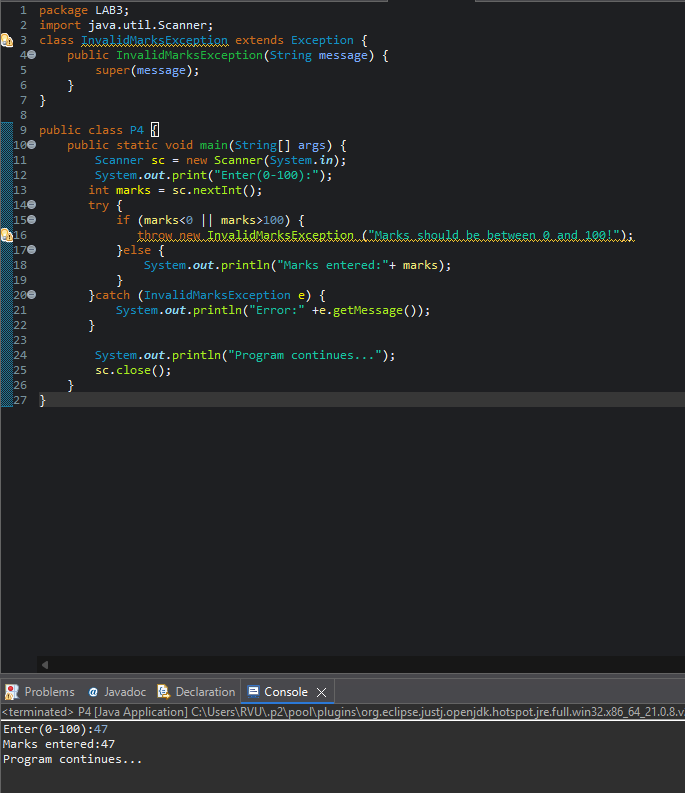 1 package LAB3;
2 import java.util.Scanner;
3 class InvalidMarksException extends Exception {
4 public InvalidMarksException(String message) {
5 super(message);
6 }
7 }
8
9 public class P4 {
10 public static void main(String[] args) {
11 Scanner sc = new Scanner(System.in);
12 System.out.print("Enter(0-100):");
13 int marks = sc.nextInt();
14 try {
15 if (marks<0 || marks>100) {
16 throw new InvalidMarksException ("Marks should be between 0 and 100!");
17 }else {
18 System.out.println("Marks entered:"+ marks);
19 }
20 }catch (InvalidMarksException e) {
21 System.out.println("Error:" +e.getMessage());
22 }
23
24 System.out.println("Program continues...");
25 sc.close();
26 }
27 }
Problems @ Javadoc Declaration Console
<terminated> P4 [Java Application] C:\Users\RVU\.p2\pool\plugins\org.eclipse.justj.openjdk.hotspot.jre.full.win32.x86_64_21.0.8.v
Enter(0-100):47
Marks entered:47
Program continues...